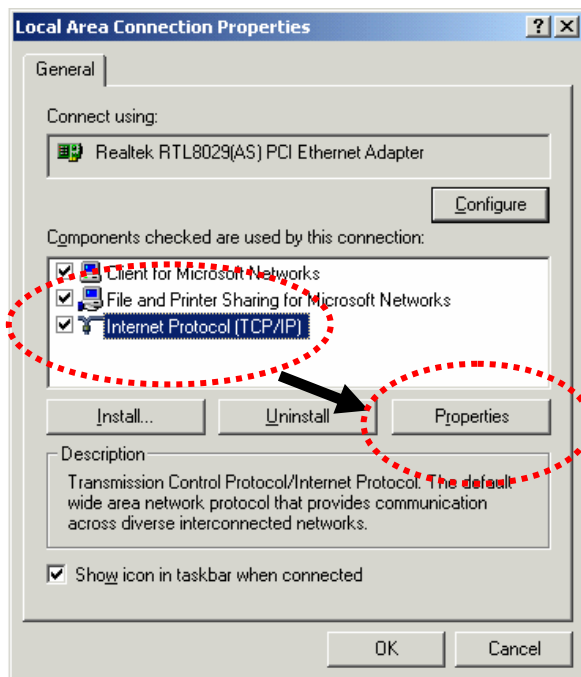 Local Area Connection Properties
General
Connect using:
Realtek RTL8029(AS) PCI Ethernet Adapter
Configure
Components checked are used by this connection:
Client for Microsoft Networks
File and Printer Sharing for Microsoft Networks
Internet Protocol (TCP/IP)
Install...
Uninstall
Properties
Description
Transmission Control Protocol/Internet Protocol. The default
wide area network protocol that provides communication
across diverse interconnected networks.
Show icon in taskbar when connected
OK
Cancel